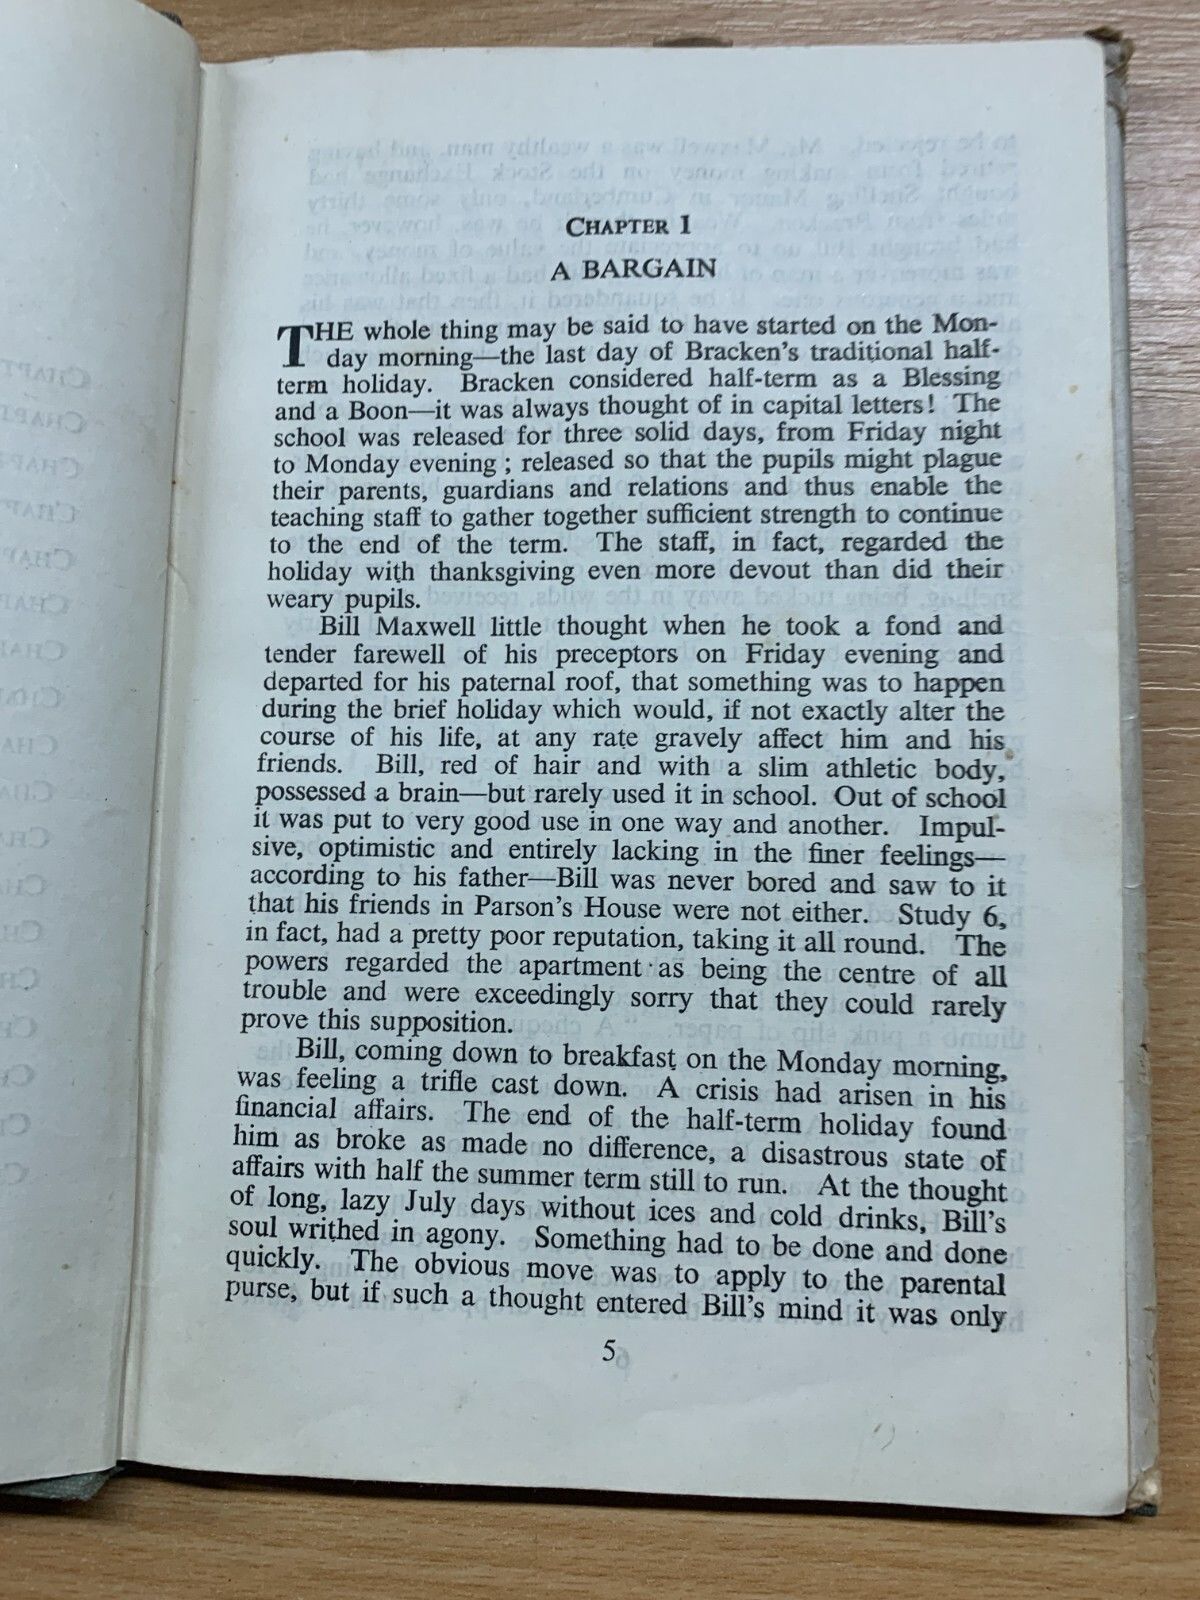 CHAPTER 1
A BARGAIN
THE whole thing may be said to have started on the Mon-
day morning—the last day of Bracken's traditional half-
term holiday. Bracken considered half-term as a Blessing
and a Boon—it was always thought of in capital letters! The
school was released for three solid days, from Friday night
to Monday evening ; released so that the pupils might plague
their parents, guardians and relations and thus enable the
teaching staff to gather together sufficient strength to continue
to the end of the term. The staff, in fact, regarded the
holiday with thanksgiving even more devout than did their
weary pupils.
Bill Maxwell little thought when he took a fond and
tender farewell of his preceptors on Friday evening and
departed for his paternal roof, that something was to happen
during the brief holiday which would, if not exactly alter the
course of his life, at any rate gravely affect him and his
friends. Bill, red of hair and with a slim athletic body,
possessed a brain—but rarely used it in school. Out of school
it was put to very good use in one way and another. Impul-
sive, optimistic and entirely lacking in the finer feelings—
according to his father—Bill was never bored and saw to it
that his friends in Parson's House were not either. Study 6,
in fact, had a pretty poor reputation, taking it all round. The
powers regarded the apartment as being the centre of all
trouble and were exceedingly sorry that they could rarely
prove this supposition.
Bill, coming down to breakfast on the Monday morning,
was feeling a trifle cast down. A crisis had arisen in his
financial affairs. The end of the half-term holiday found
him as broke as made no difference, a disastrous state of
affairs with half the summer term still to run. At the thought
of long, lazy July days without ices and cold drinks, Bill's
soul writhed in agony. Something had to be done and done
quickly. The obvious move was to apply to the parental
purse, but if such a thought entered Bill's mind it was only
5